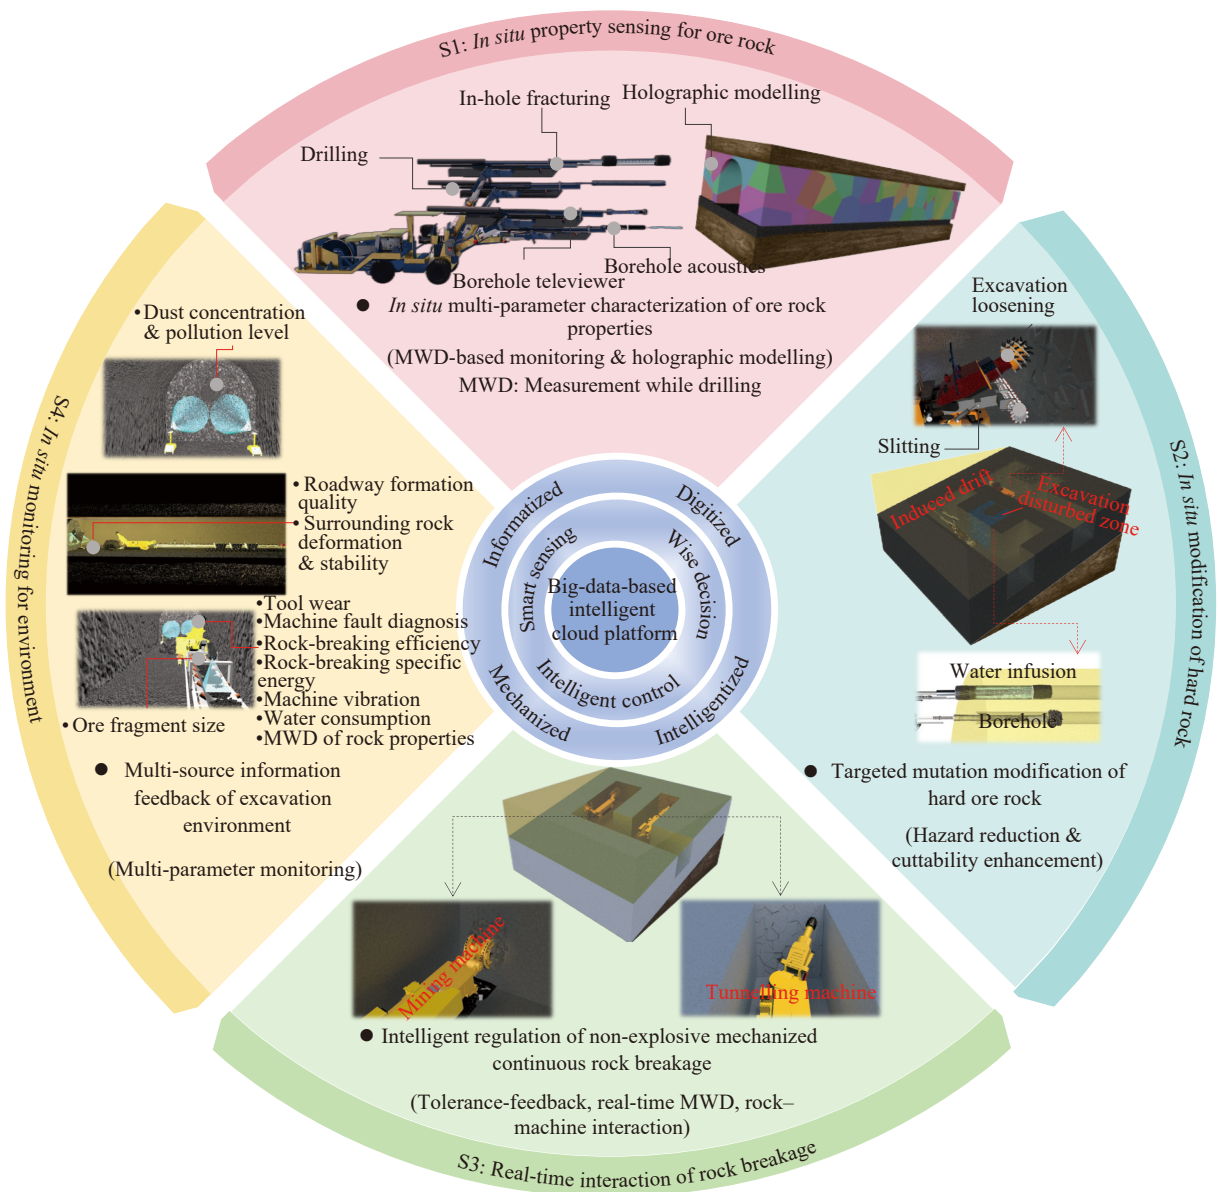 S1: In situ property sensing for ore rock
In-hole fracturing
Holographic modelling
Drilling
Borehole acoustics
Borehole televiewer
● In situ multi-parameter characterization of ore rock
properties
(MWD-based monitoring & holographic modelling)
MWD: Measurement while drilling
S2: In situ modification of hard rock
Excavation
loosening
Slitting
Induced drift
Excavation
disturbed zone
Water infusion
Borehole
● Targeted mutation modification of
hard ore rock
(Hazard reduction &
cuttability enhancement)
S3: Real-time interaction of rock breakage
Mining machine
Tunnelling machine
● Intelligent regulation of non-explosive mechanized
continuous rock breakage
(Tolerance-feedback, real-time MWD, rock–
machine interaction)
S4: In situ monitoring for environment
•Dust concentration
& pollution level
• Roadway formation
quality
• Surrounding rock
deformation
& stability
•Tool wear
•Machine fault diagnosis
•Rock-breaking efficiency
•Rock-breaking specific
energy
•Machine vibration
•Water consumption
•MWD of rock properties
• Ore fragment size
● Multi-source information
feedback of excavation
environment
(Multi-parameter monitoring)
Informatized
Digitized
Intelligentized
Mechanized
Smart sensing
Wise decision
Intelligent control
Big-data-based
intelligent
cloud platform